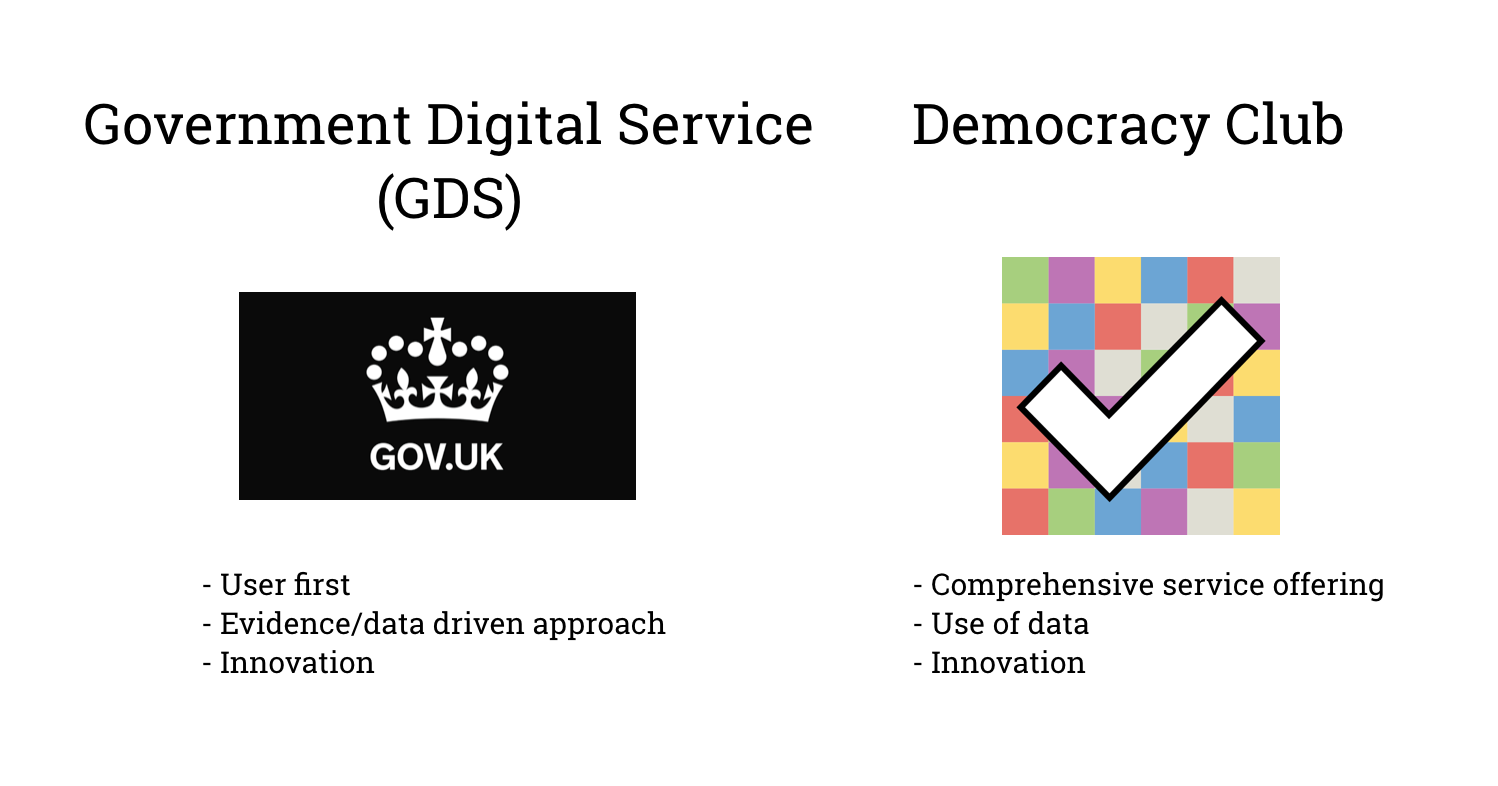 Government Digital Service
(GDS)
GOV.UK
- User first
- Evidence/data driven approach
- Innovation
Democracy Club
- Comprehensive service offering
- Use of data
- Innovation